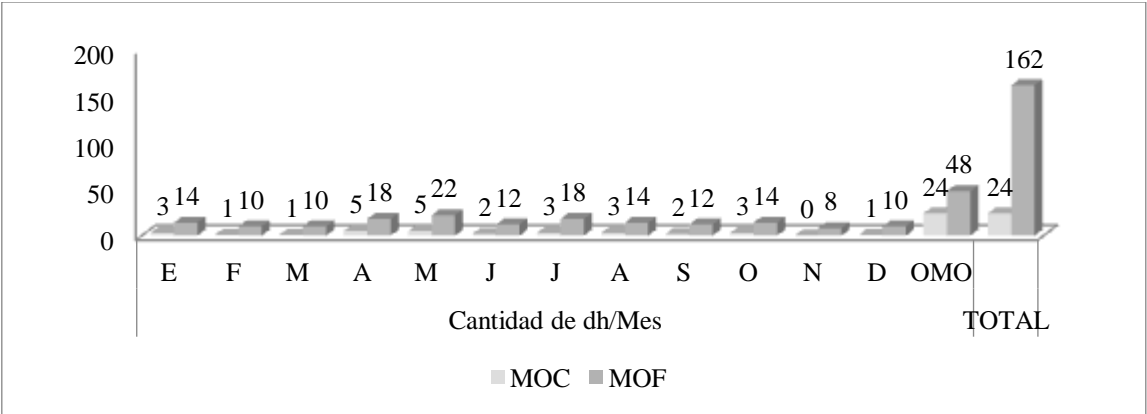 200
150
100
50
0
3 14 1 10 1 10 5 18 5 22 2 12 3 18 3 14 2 12 3 14 0 8 1 10 24 48 24 162
E F M A M J J A S O N D OMO
Cantidad de dh/Mes TOTAL
MOC MOF